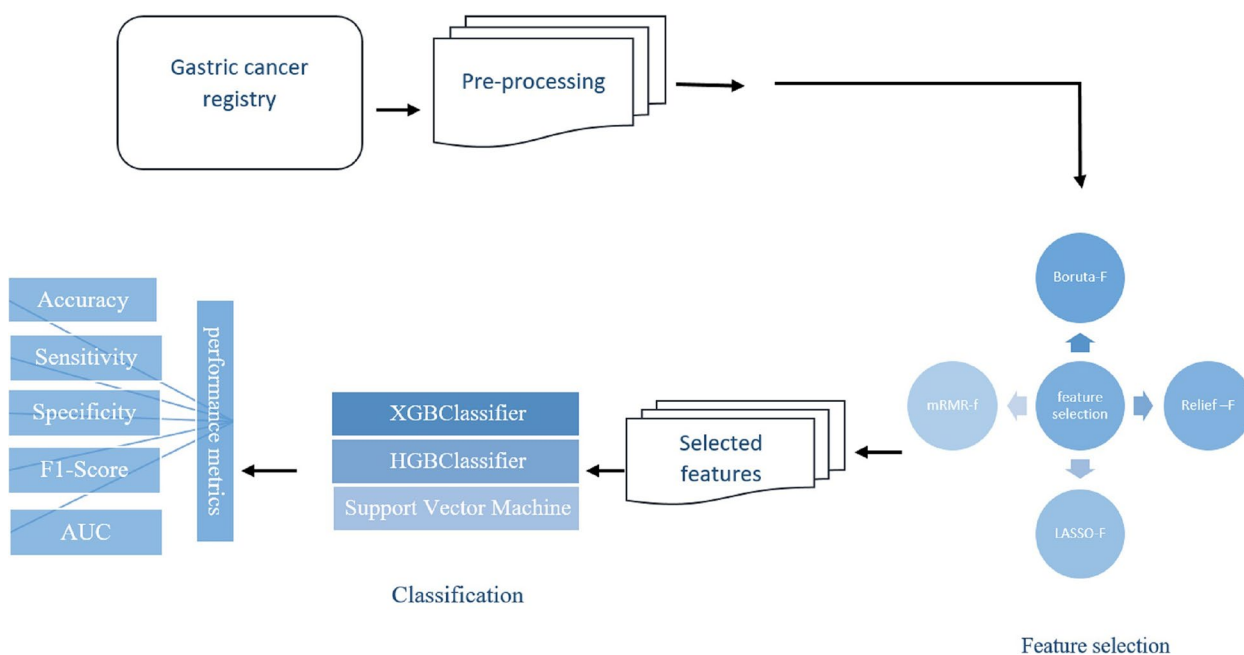 Gastric cancer
registry
Pre-processing
Boruta-F
mRMR-f
feature
selection
Relief–F
LASSO-F
Feature selection
Selected
features
XGBClassifier
HGBClassifier
Support Vector Machine
Classification
performance metrics
Accuracy
Sensitivity
Specificity
F1-Score
AUC